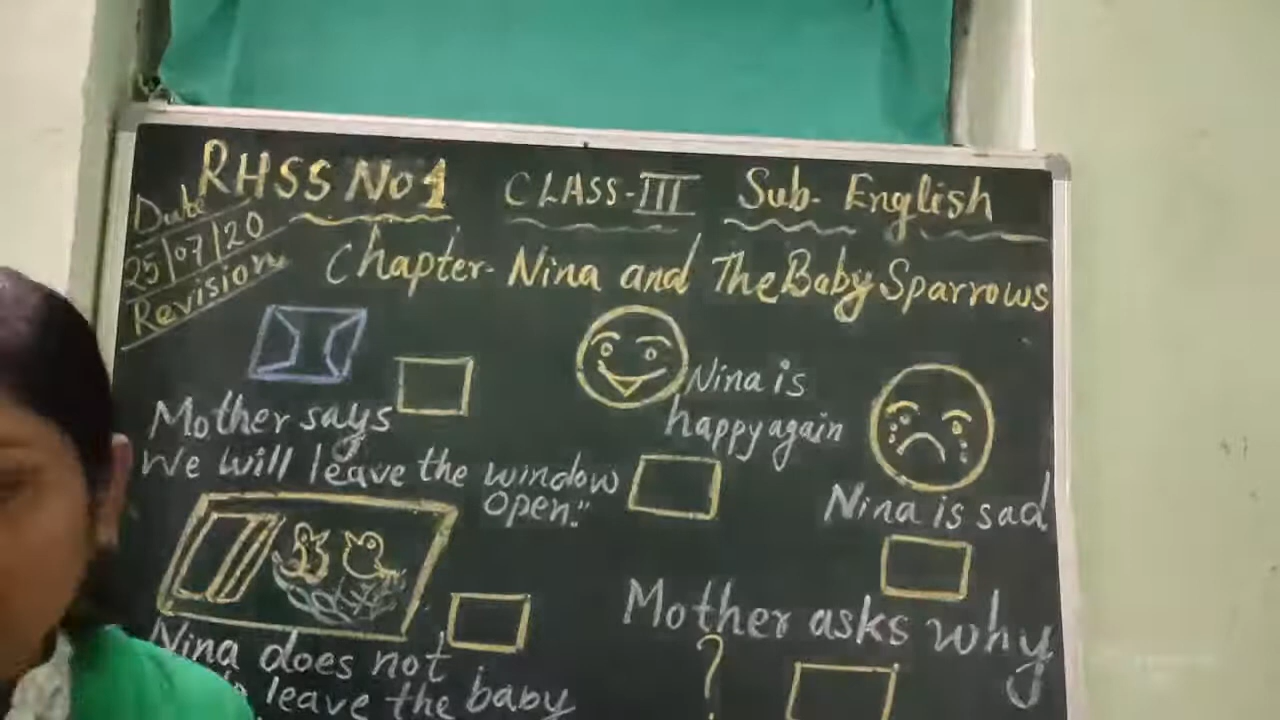 RHSS No 1 CLASS-III Sub- English
Date
25/07/20
Revision
Chapter- Nina and The Baby Sparrows
Mother says
We will leave the window
open."
Nina is
happy again
Nina is sad
Nina does not
leave the baby
Mother asks why
?